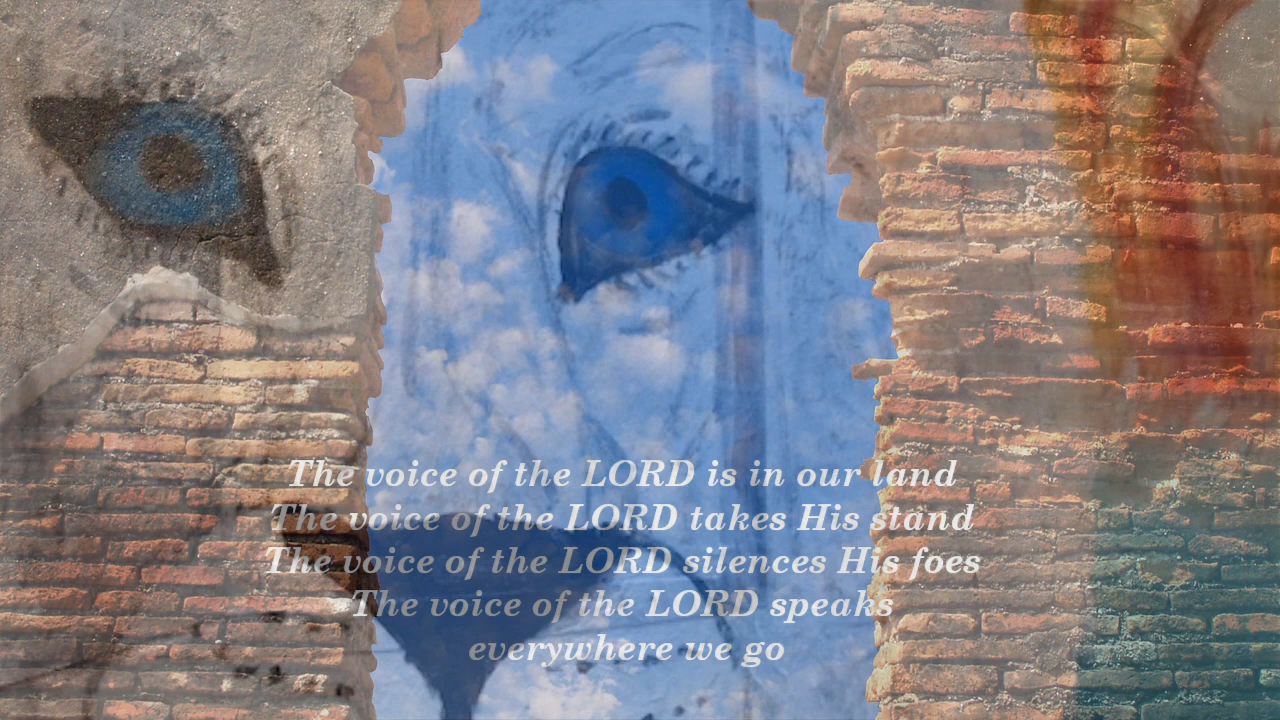 The voice of the LORD is in our land
The voice of the LORD takes His stand
The voice of the LORD silences His foes
The voice of the LORD speaks
everywhere we go